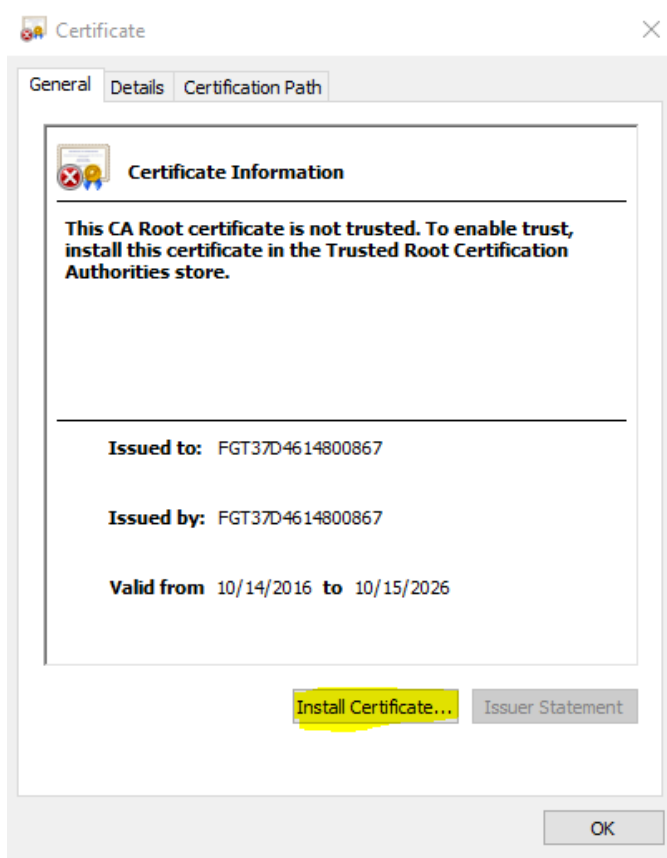 Certificate
General Details Certification Path
Certificate Information
This CA Root certificate is not trusted. To enable trust,
install this certificate in the Trusted Root Certification
Authorities store.
Issued to: FGT37D4614800867
Issued by: FGT37D4614800867
Valid from 10/14/2016 to 10/15/2026
Install Certificate... Issuer Statement
OK